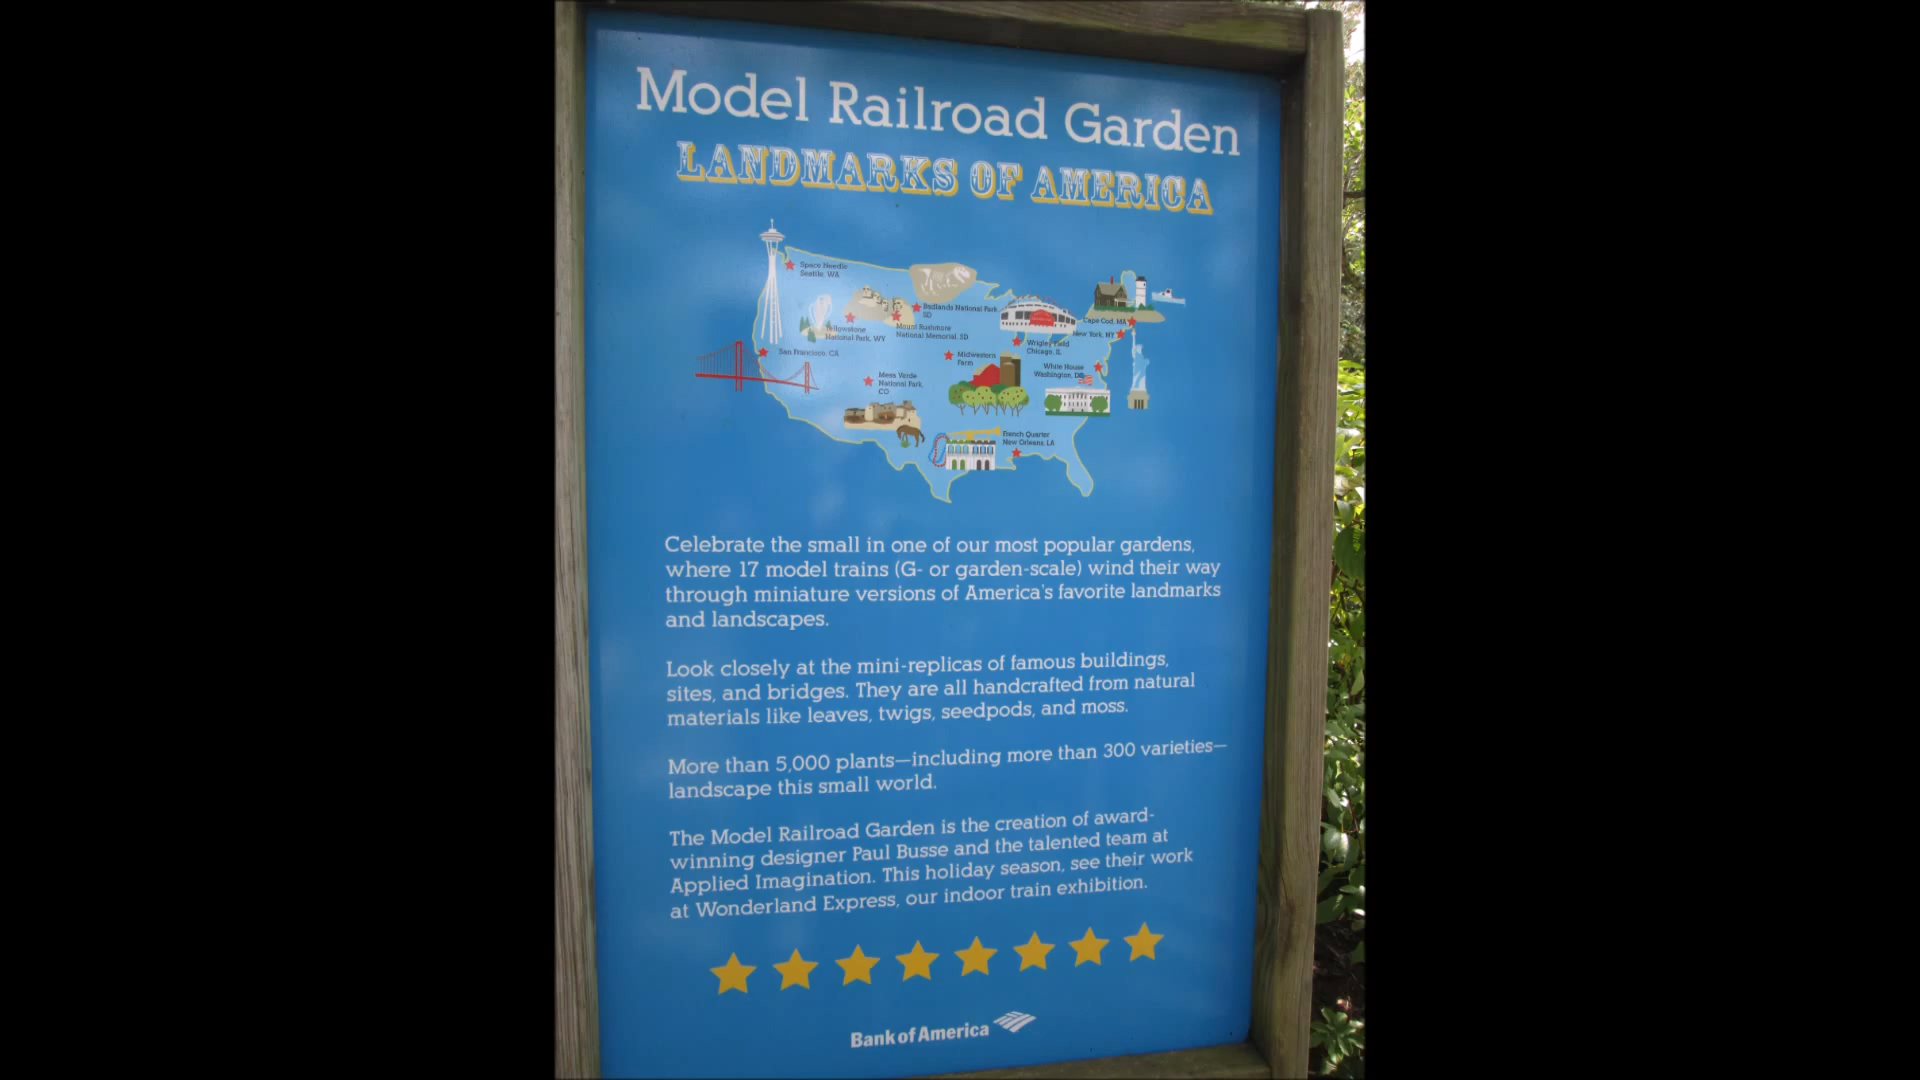 Model Railroad Garden
LANDMARKS OF AMERICA
Space Needle
Seattle, WA
Badlands National Park,
SD
Yellowstone
National Park, WY
Mount Rushmore
National Memorial, SD
Cape Cod, MA
New York, NY
Wrigley Field
Chicago, IL
San Francisco, CA
Midwestern
Farm
White House
Washington, DC
Mesa Verde
National Park,
CO
French Quarter
New Orleans, LA
Celebrate the small in one of our most popular gardens,
where 17 model trains (G- or garden-scale) wind their way
through miniature versions of America's favorite landmarks
and landscapes.
Look closely at the mini-replicas of famous buildings,
sites, and bridges. They are all handcrafted from natural
materials like leaves, twigs, seedpods, and moss.
More than 5,000 plants—including more than 300 varieties—
landscape this small world.
The Model Railroad Garden is the creation of award-
winning designer Paul Busse and the talented team at
Applied Imagination. This holiday season, see their work
at Wonderland Express, our indoor train exhibition.
Bank of America